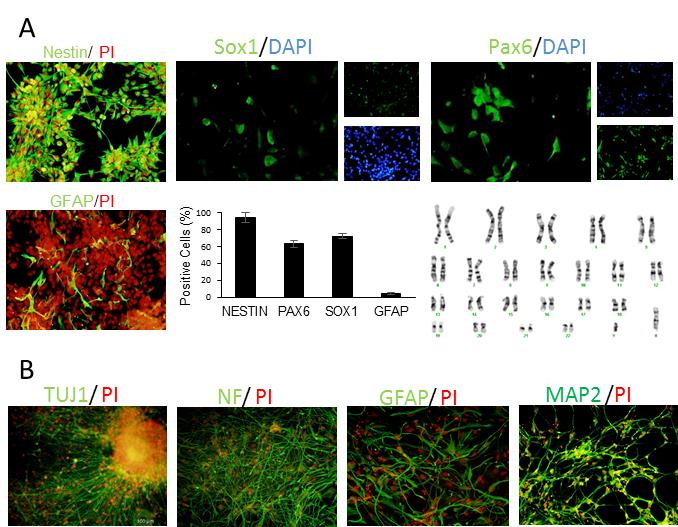 A
Nestin/ PI
Sox1/DAPI
Pax6/DAPI
GFAP/PI
Positive Cells (%)
100
80
60
40
20
0
NESTIN PAX6 SOX1 GFAP
B
TUJ1/ PI
NF/ PI
GFAP/ PI
MAP2 /PI